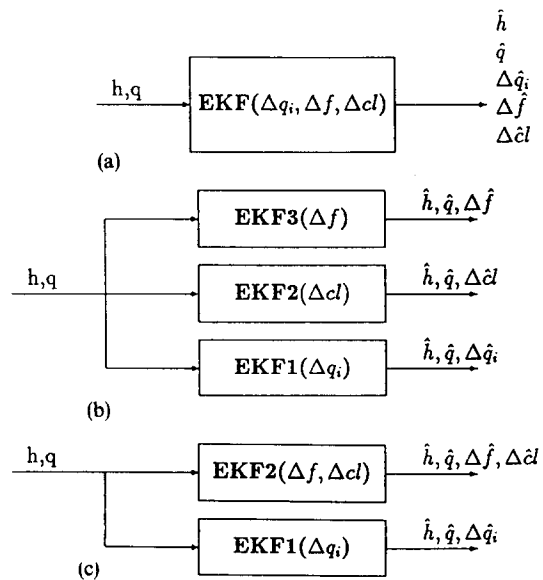 ĥ
q̂
h,q
EKF(Δqᵢ, Δf, Δcl)
Δq̂ᵢ
Δf̂
Δĉl
(a)
EKF3(Δf)
ĥ, q̂, Δf̂
h,q
EKF2(Δcl)
ĥ, q̂, Δĉl
EKF1(Δqᵢ)
ĥ, q̂, Δq̂ᵢ
(b)
h,q
EKF2(Δf, Δcl)
ĥ, q̂, Δf̂, Δĉl
EKF1(Δqᵢ)
ĥ, q̂, Δq̂ᵢ
(c)